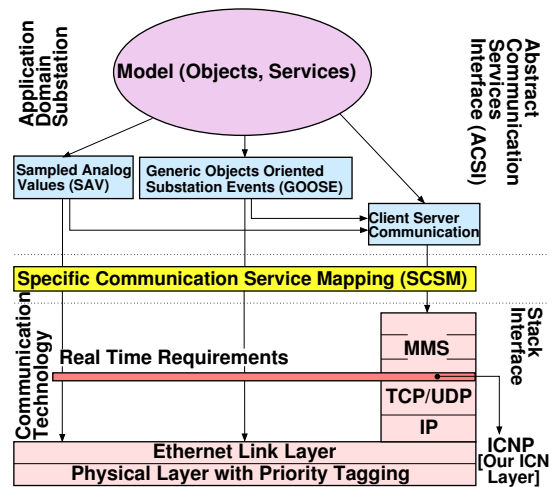 Application
Domain
Substation
Model (Objects, Services)
Abstract
Communication
Services
Interface (ACSI)
Sampled Analog
Values (SAV)
Generic Objects Oriented
Substation Events (GOOSE)
Client Server
Communication
Specific Communication Service Mapping (SCSM)
Communication
Technology
Stack
Interface
MMS
Real Time Requirements
TCP/UDP
IP
ICNP
[Our ICN
Layer]
Ethernet Link Layer
Physical Layer with Priority Tagging